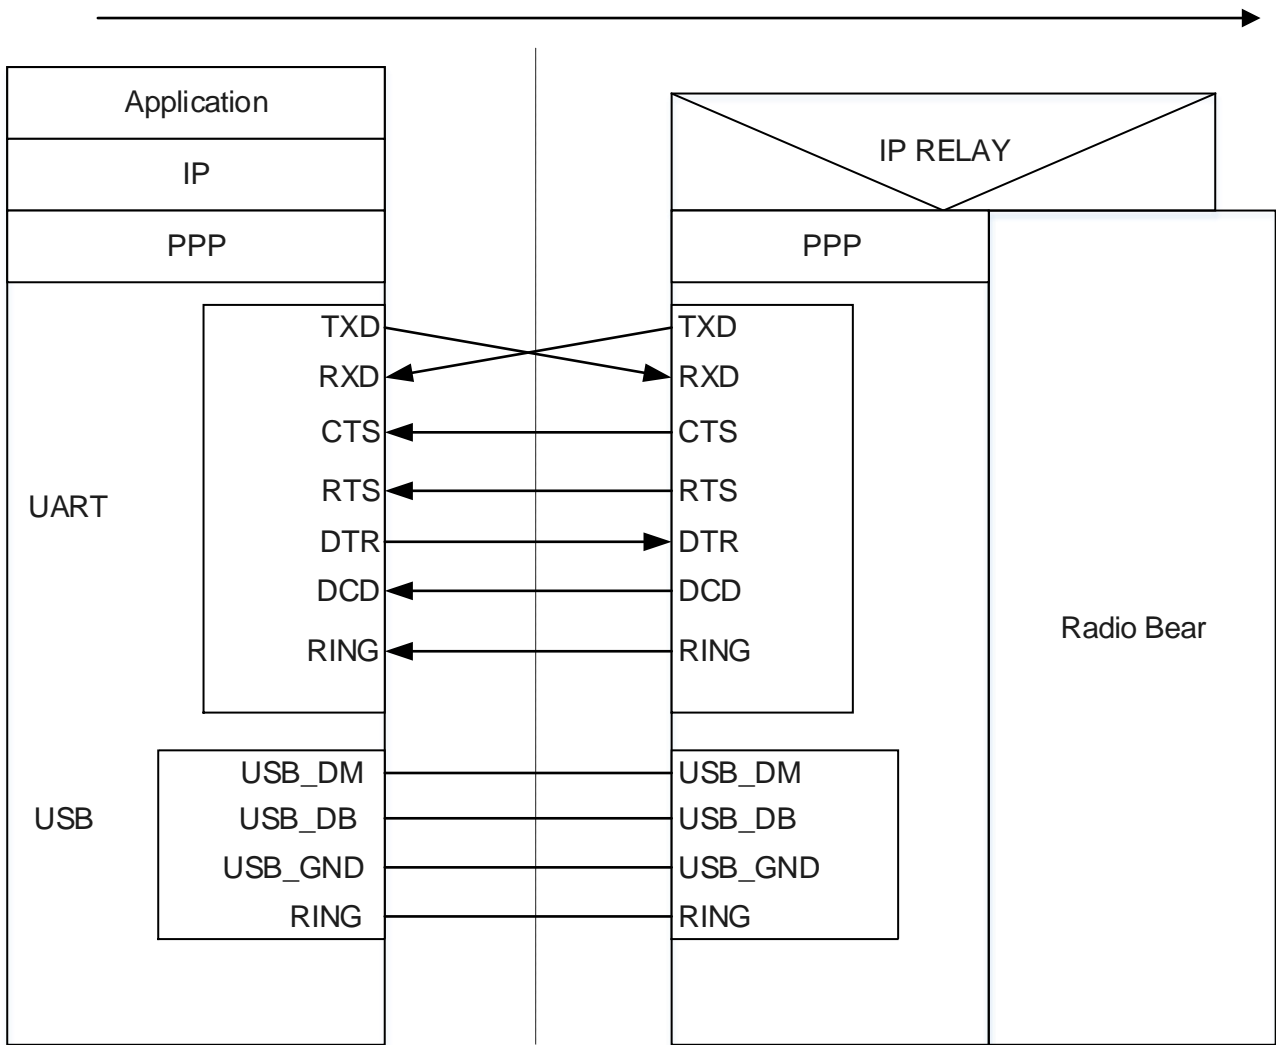 Application
IP
PPP
UART
TXD
RXD
CTS
RTS
DTR
DCD
RING
USB
USB_DM
USB_DB
USB_GND
RING
IP RELAY
PPP
TXD
RXD
CTS
RTS
DTR
DCD
RING
USB_DM
USB_DB
USB_GND
RING
Radio Bear